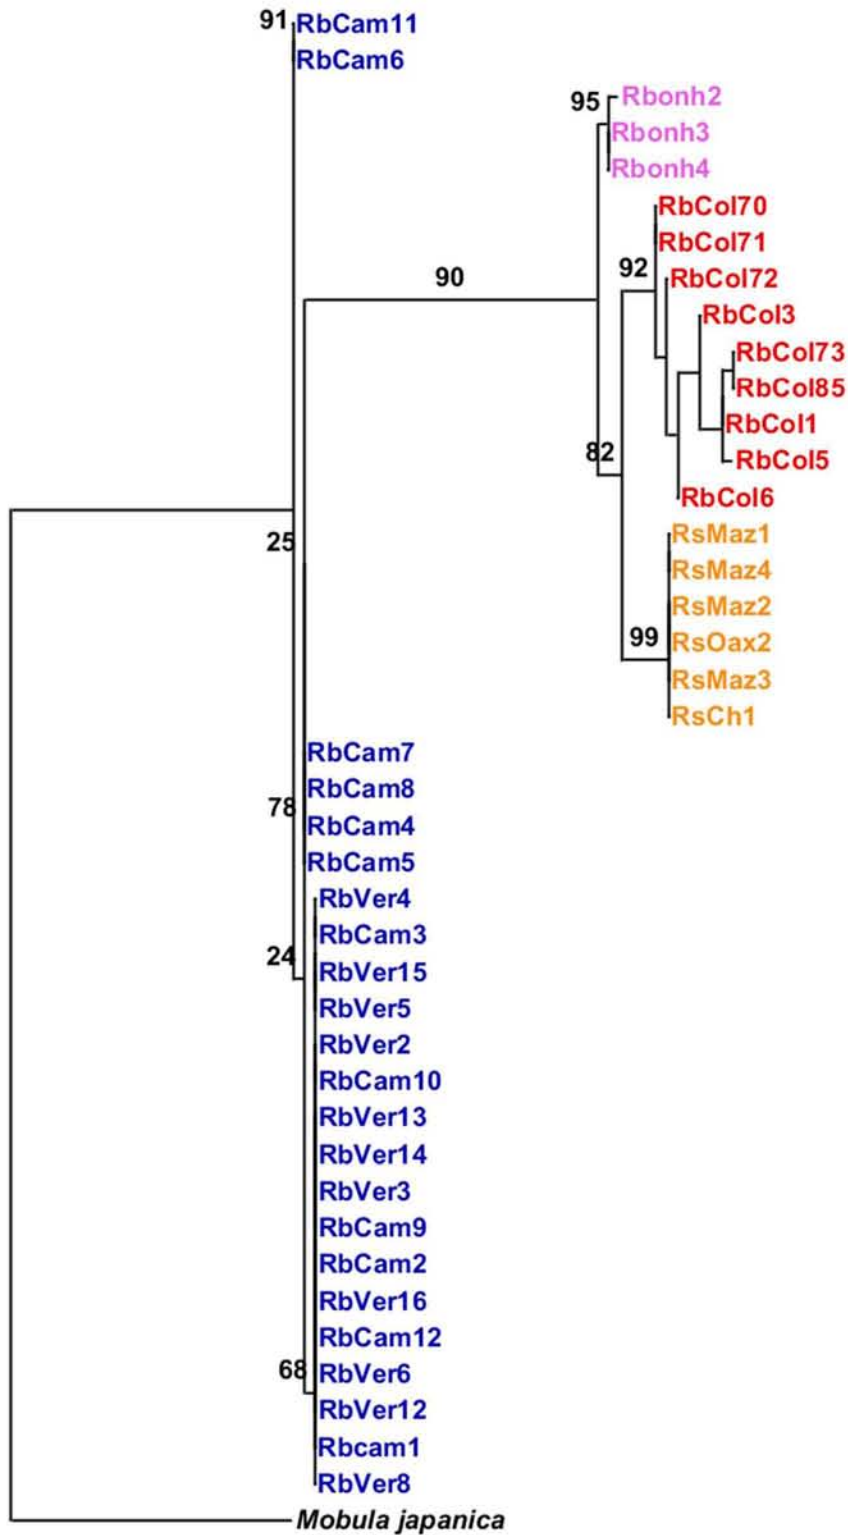 91 RbCam11
RbCam6
95 Rbonh2
Rbonh3
Rbonh4
RbCol70
RbCol71
92 RbCol72
90
RbCol3
RbCol73
RbCol85
RbCol1
82 RbCol5
RbCol6
RsMaz1
25
RsMaz4
RsMaz2
99 RsOax2
RsMaz3
RsCh1
RbCam7
RbCam8
78 RbCam4
RbCam5
RbVer4
RbCam3
24 RbVer15
RbVer5
RbVer2
RbCam10
RbVer13
RbVer14
RbVer3
RbCam9
RbCam2
RbVer16
RbCam12
68 RbVer6
RbVer12
Rbcam1
RbVer8
Mobula japanica